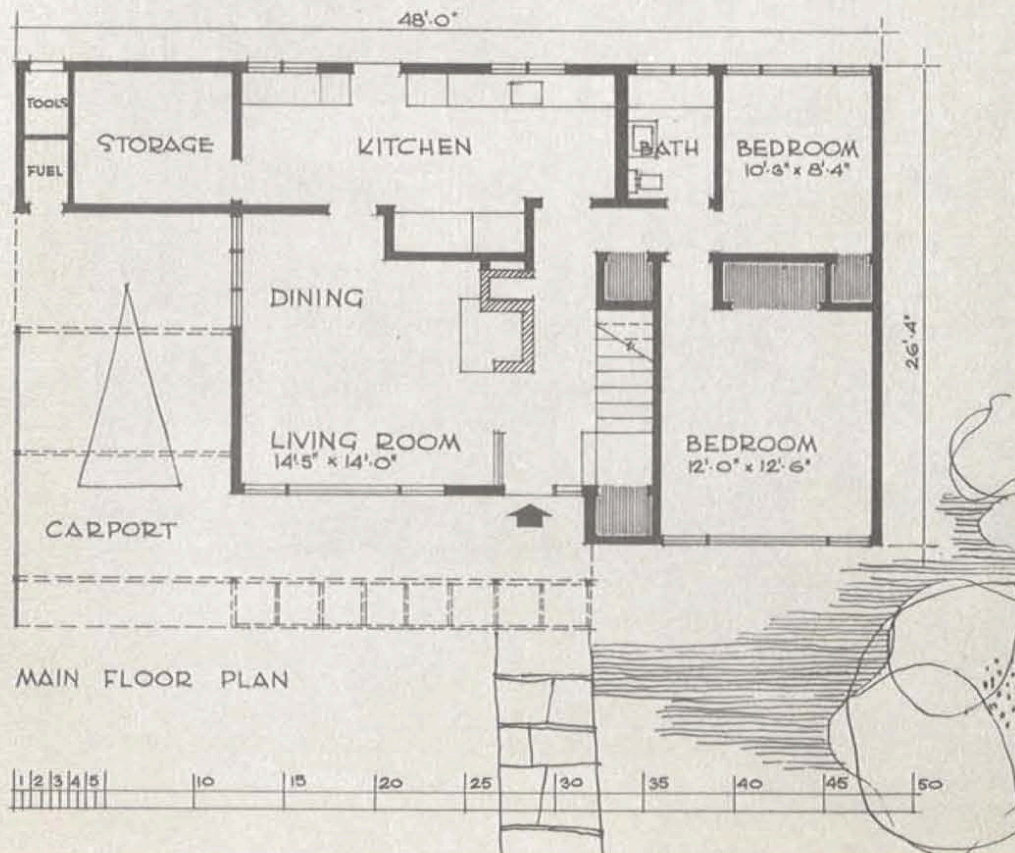 48'-0"
TOOLS
STORAGE
KITCHEN
BATH
BEDROOM
10'-3" x 8'-4"
FUEL
DINING
26'-4"
LIVING ROOM
14'-5" x 14'-0"
BEDROOM
12'-0" x 12'-6"
CARPORT
MAIN FLOOR PLAN
1 2 3 4 5 10 15 20 25 30 35 40 45 50